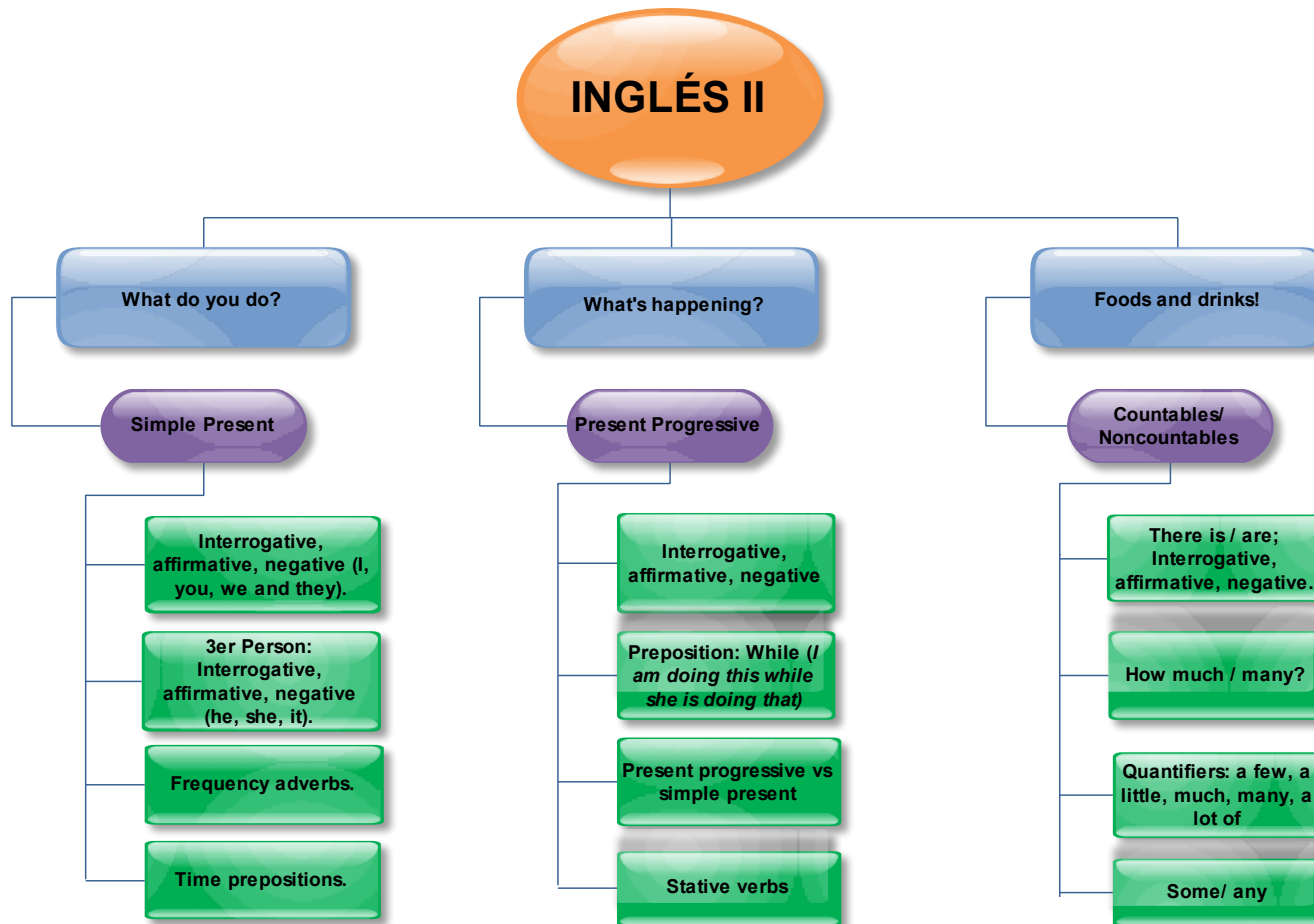 INGLÉS II
What do you do?
What's happening?
Foods and drinks!
Simple Present
Present Progressive
Countables/
Noncountables
Interrogative,
affirmative, negative (I,
you, we and they).
3er Person:
Interrogative,
affirmative, negative
(he, she, it).
Frequency adverbs.
Time prepositions.
Interrogative,
affirmative, negative
Preposition: While (I
am doing this while
she is doing that)
Present progressive vs
simple present
Stative verbs
There is / are;
Interrogative,
affirmative, negative.
How much / many?
Quantifiers: a few, a
little, much, many, a
lot of
Some/ any